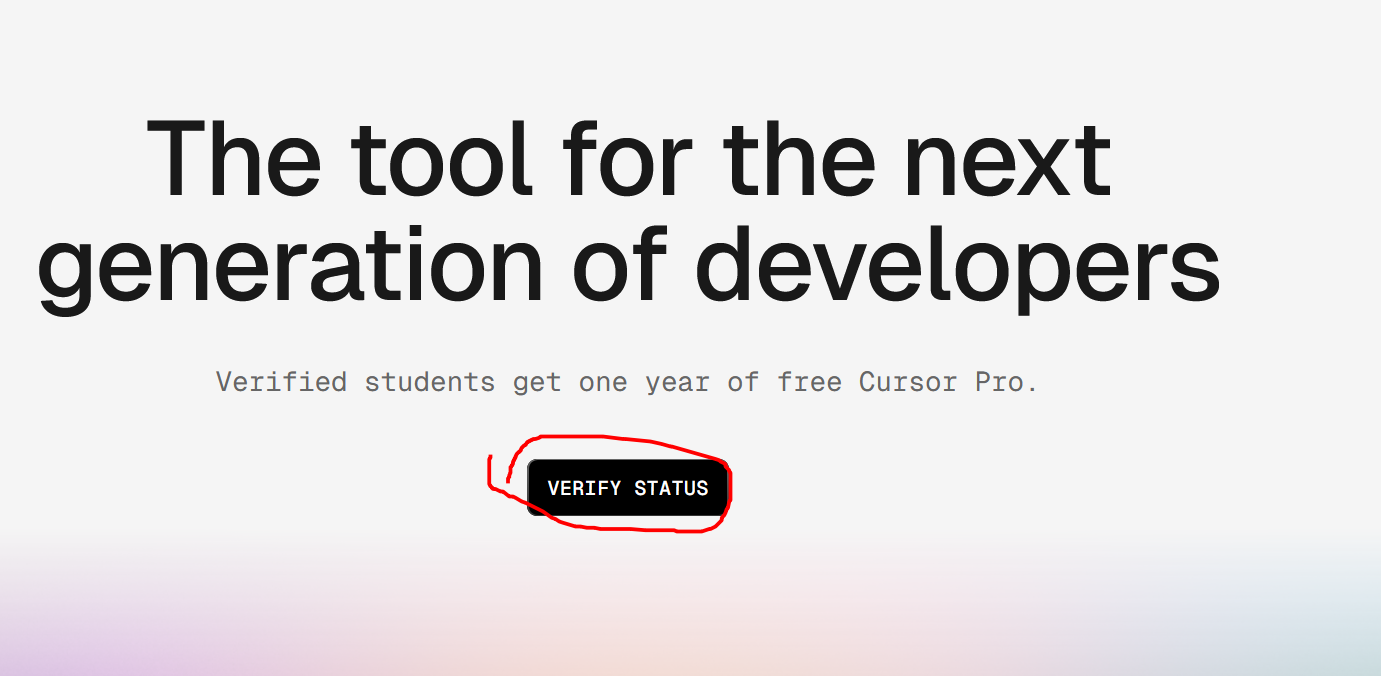 The tool for the next
generation of developers
Verified students get one year of free Cursor Pro.
VERIFY STATUS